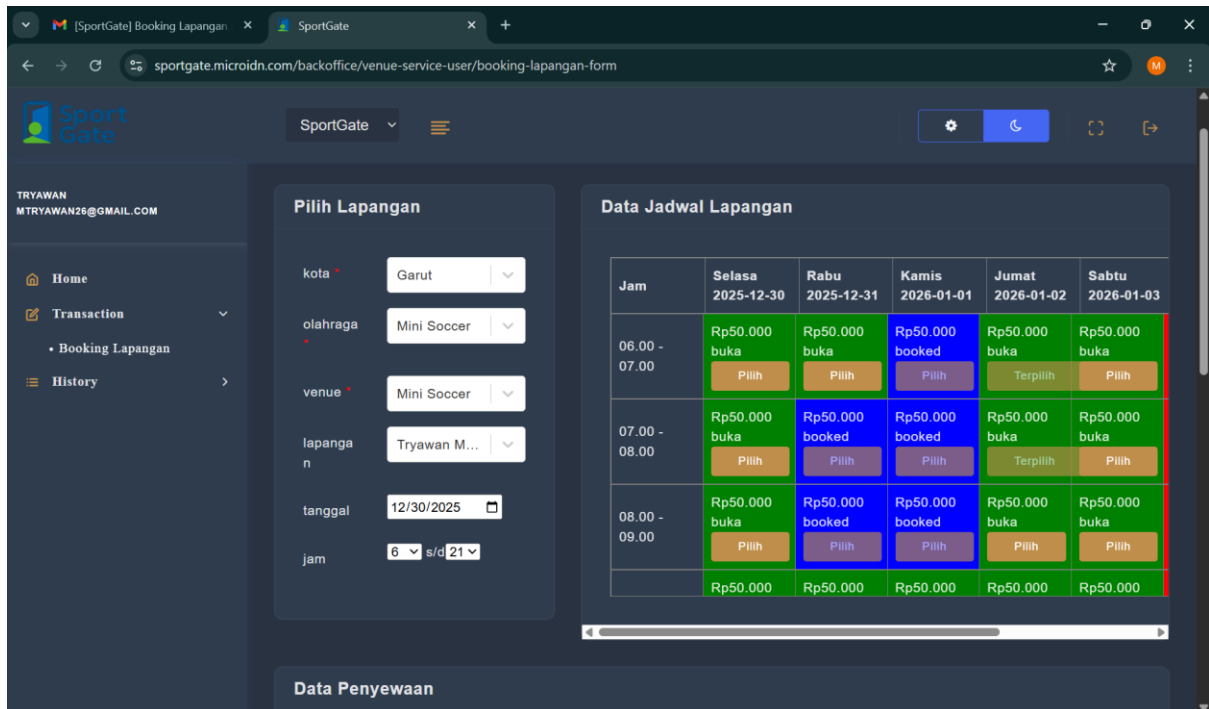 [SportGate] Booking Lapangan
SportGate
sportgate.microidn.com/backoffice/venue-service-user/booking-lapangan-form
M
Sport
Gate
SportGate
TRYAWAN
MTRYAWAN26@GMAIL.COM
Home
Transaction
• Booking Lapangan
History
Pilih Lapangan
kota *
Garut
olahraga
*
Mini Soccer
venue *
Mini Soccer
lapanga
n
Tryawan M...
tanggal
12/30/2025
jam
6 s/d 21
Data Jadwal Lapangan
Jam
Selasa
2025-12-30
Rabu
2025-12-31
Kamis
2026-01-01
Jumat
2026-01-02
Sabtu
2026-01-03
06.00 -
07.00
Rp50.000
buka
Pilih
Rp50.000
buka
Pilih
Rp50.000
booked
Pilih
Rp50.000
buka
Terpilih
Rp50.000
buka
Pilih
07.00 -
08.00
Rp50.000
buka
Pilih
Rp50.000
booked
Pilih
Rp50.000
booked
Pilih
Rp50.000
buka
Terpilih
Rp50.000
buka
Pilih
08.00 -
09.00
Rp50.000
buka
Pilih
Rp50.000
booked
Pilih
Rp50.000
booked
Pilih
Rp50.000
buka
Pilih
Rp50.000
buka
Pilih
Rp50.000
Rp50.000
Rp50.000
Rp50.000
Rp50.000
Data Penyewaan